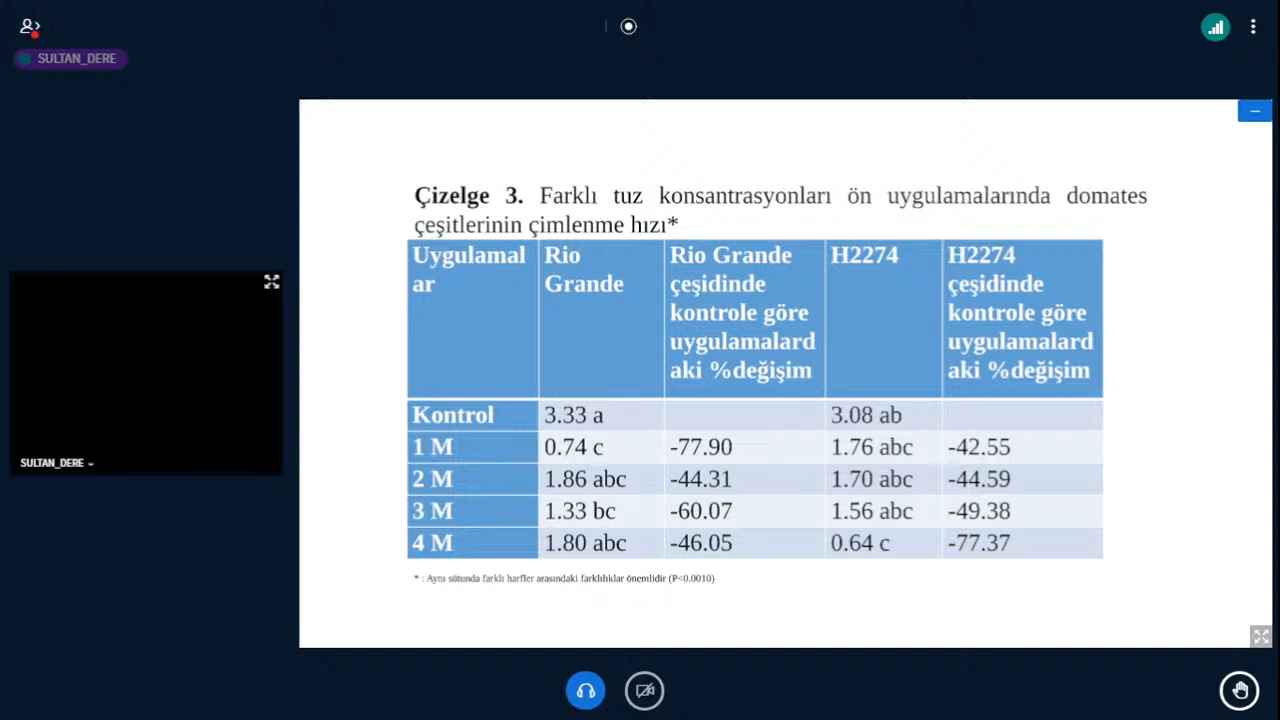 SULTAN_DERE
Çizelge 3. Farklı tuz konsantrasyonları ön uygulamalarında domates
çeşitlerinin çimlenme hızı*
Uygulamal
ar
Rio
Grande
Rio Grande
çeşidinde
kontrole göre
uygulamalard
aki %değişim
H2274
H2274
çeşidinde
kontrole göre
uygulamalard
aki %değişim
Kontrol 3.33 a 3.08 ab
1 M 0.74 c -77.90 1.76 abc -42.55
2 M 1.86 abc -44.31 1.70 abc -44.59
3 M 1.33 bc -60.07 1.56 abc -49.38
4 M 1.80 abc -46.05 0.64 c -77.37
* : Aynı sütunda farklı harfler arasındaki farklılıklar önemlidir (P<0.0010)
SULTAN_DERE